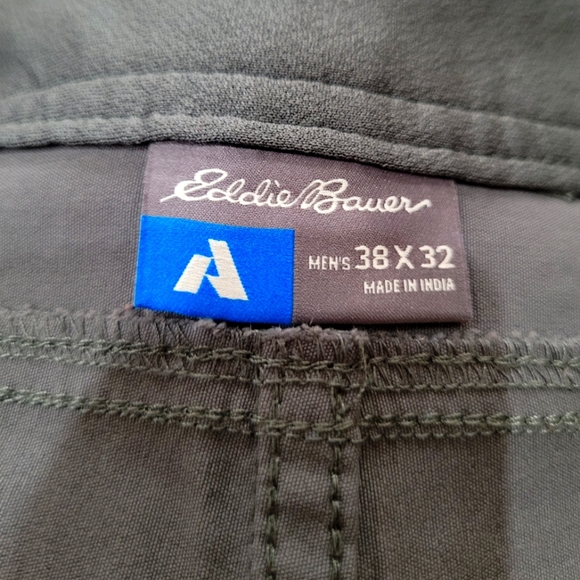 Eddie Bauer
MEN'S 38 X 32
MADE IN INDIA